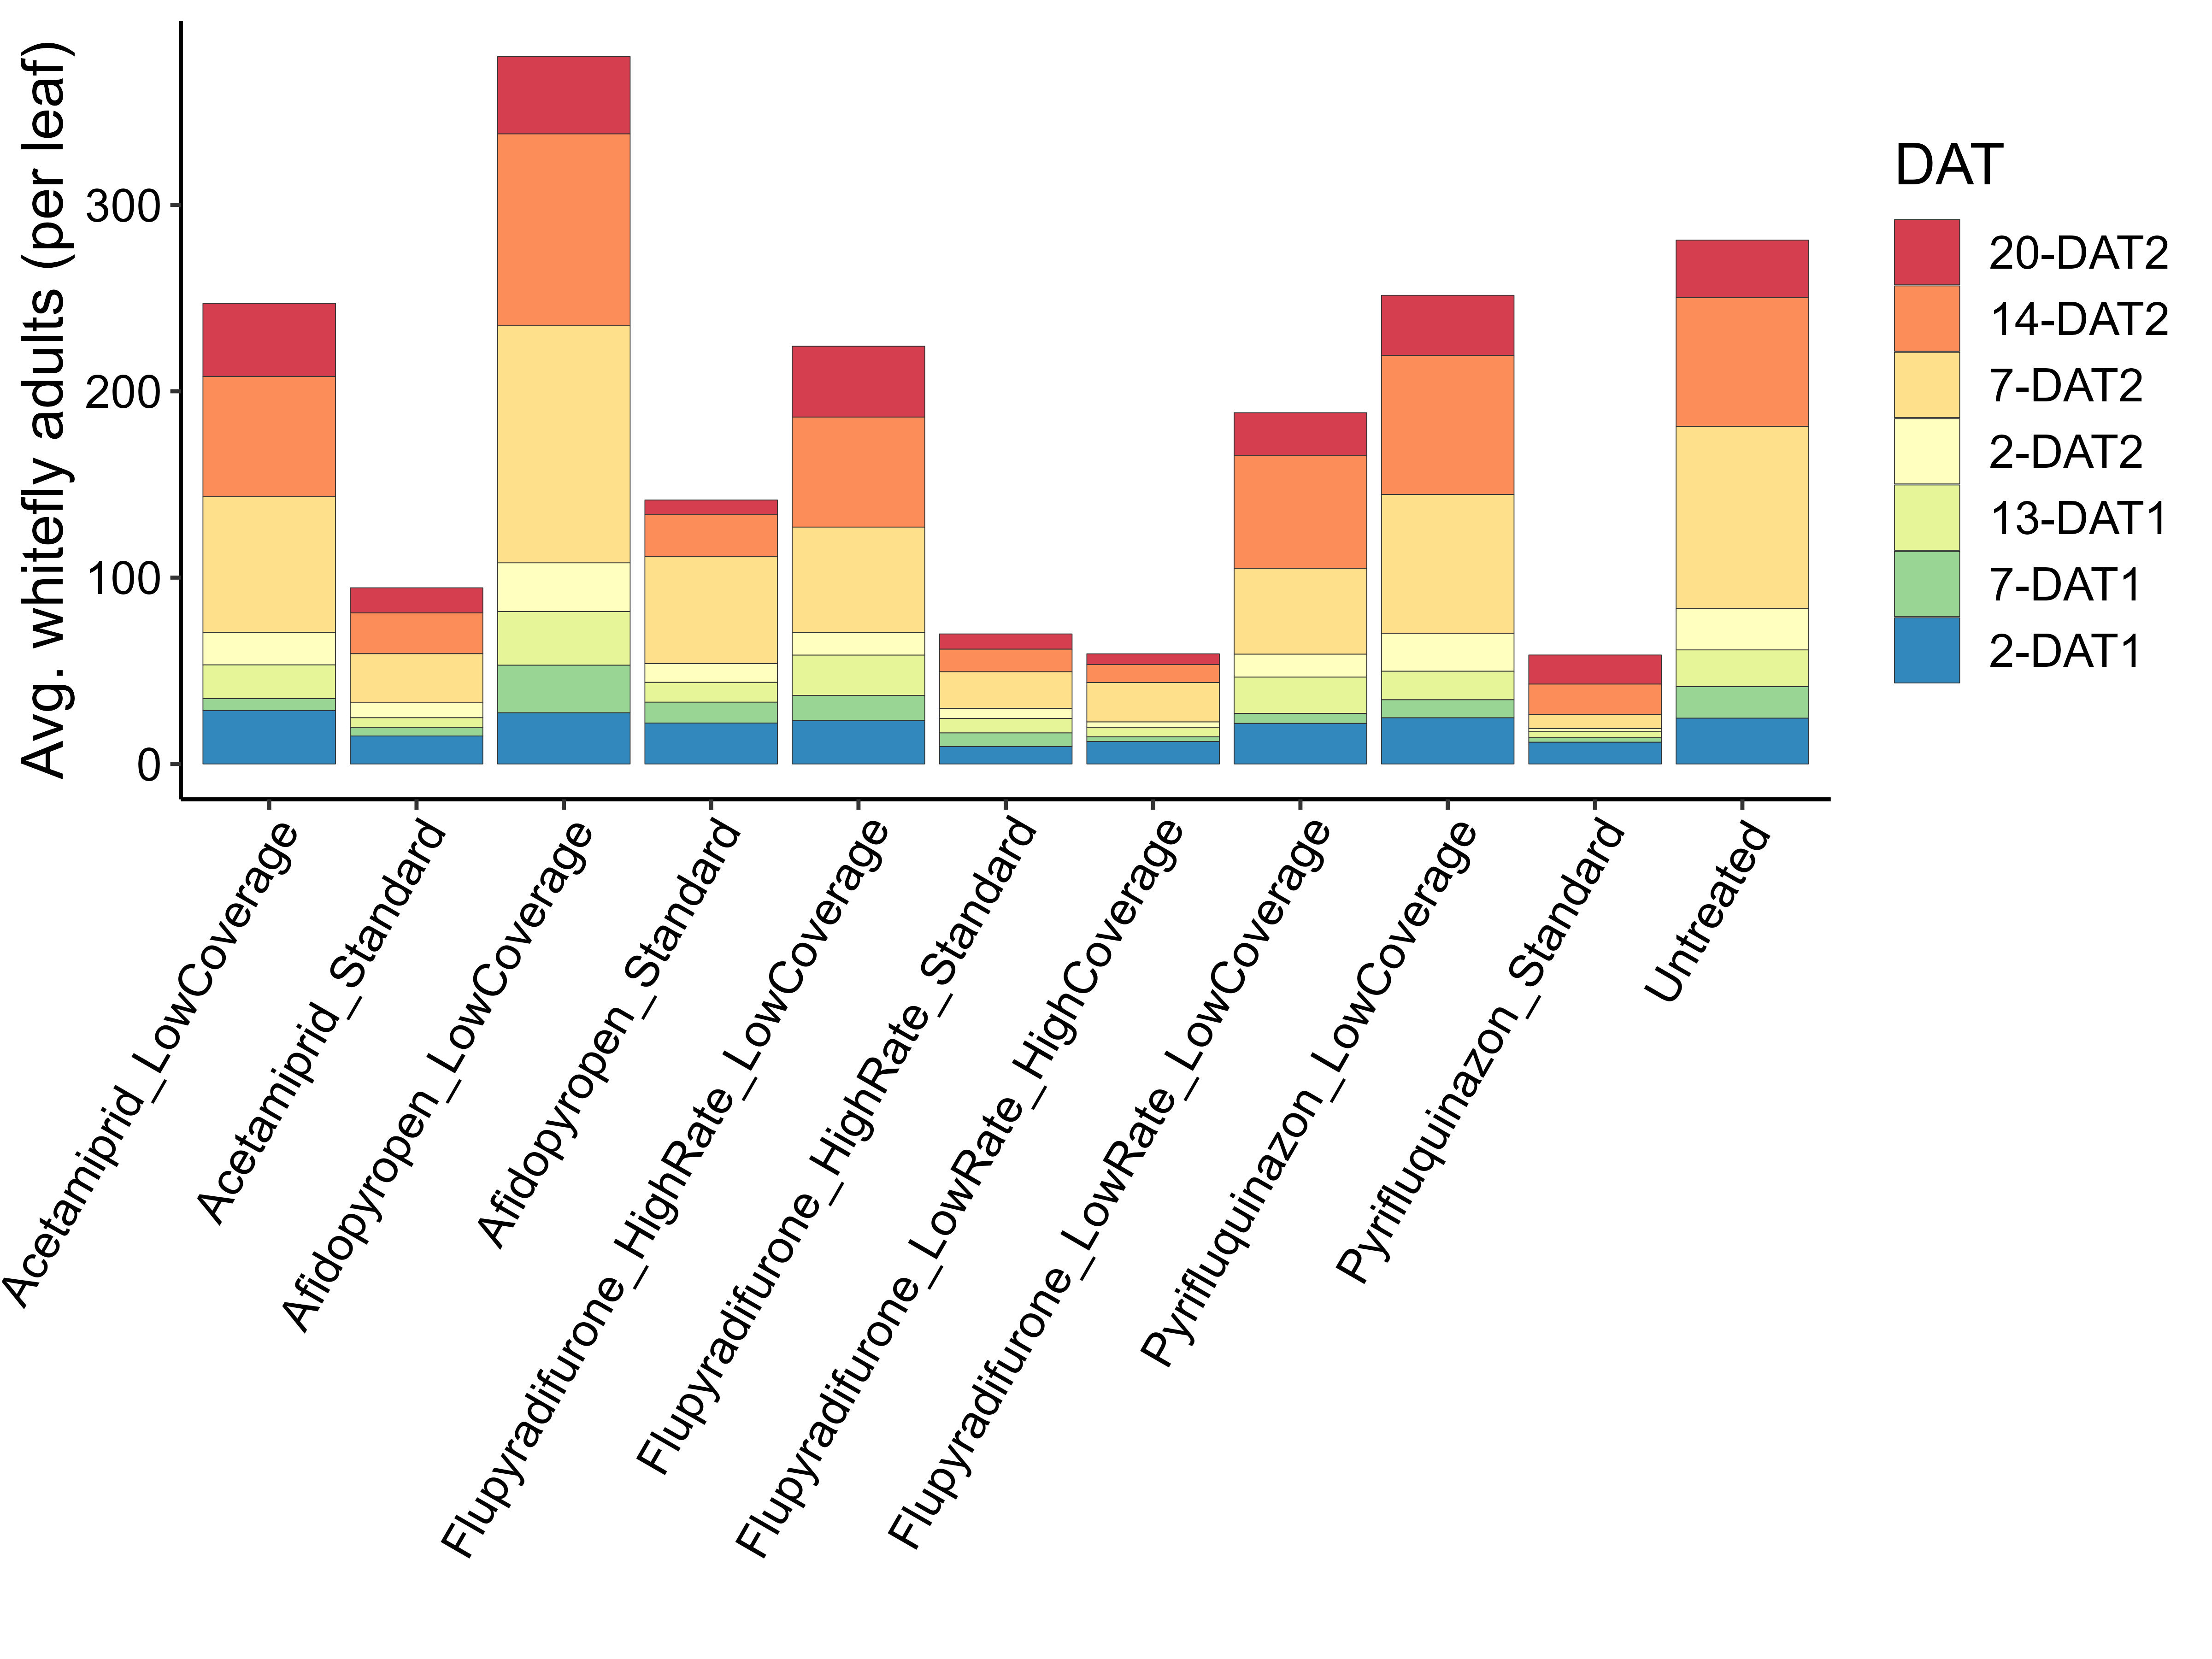 Avg. whitefly adults (per leaf)
300
200
100
0
Acetamiprid_LowCoverage
Acetamiprid_Standard
Afidopyropen_LowCoverage
Afidopyropen_Standard
Flupyradifurone_HighRate_LowCoverage
Flupyradifurone_HighRate_Standard
Flupyradifurone_LowRate_HighCoverage
Flupyradifurone_LowRate_LowCoverage
Pyrifluquinazon_LowCoverage
Pyrifluquinazon_Standard
Untreated
DAT
20-DAT2
14-DAT2
7-DAT2
2-DAT2
13-DAT1
7-DAT1
2-DAT1